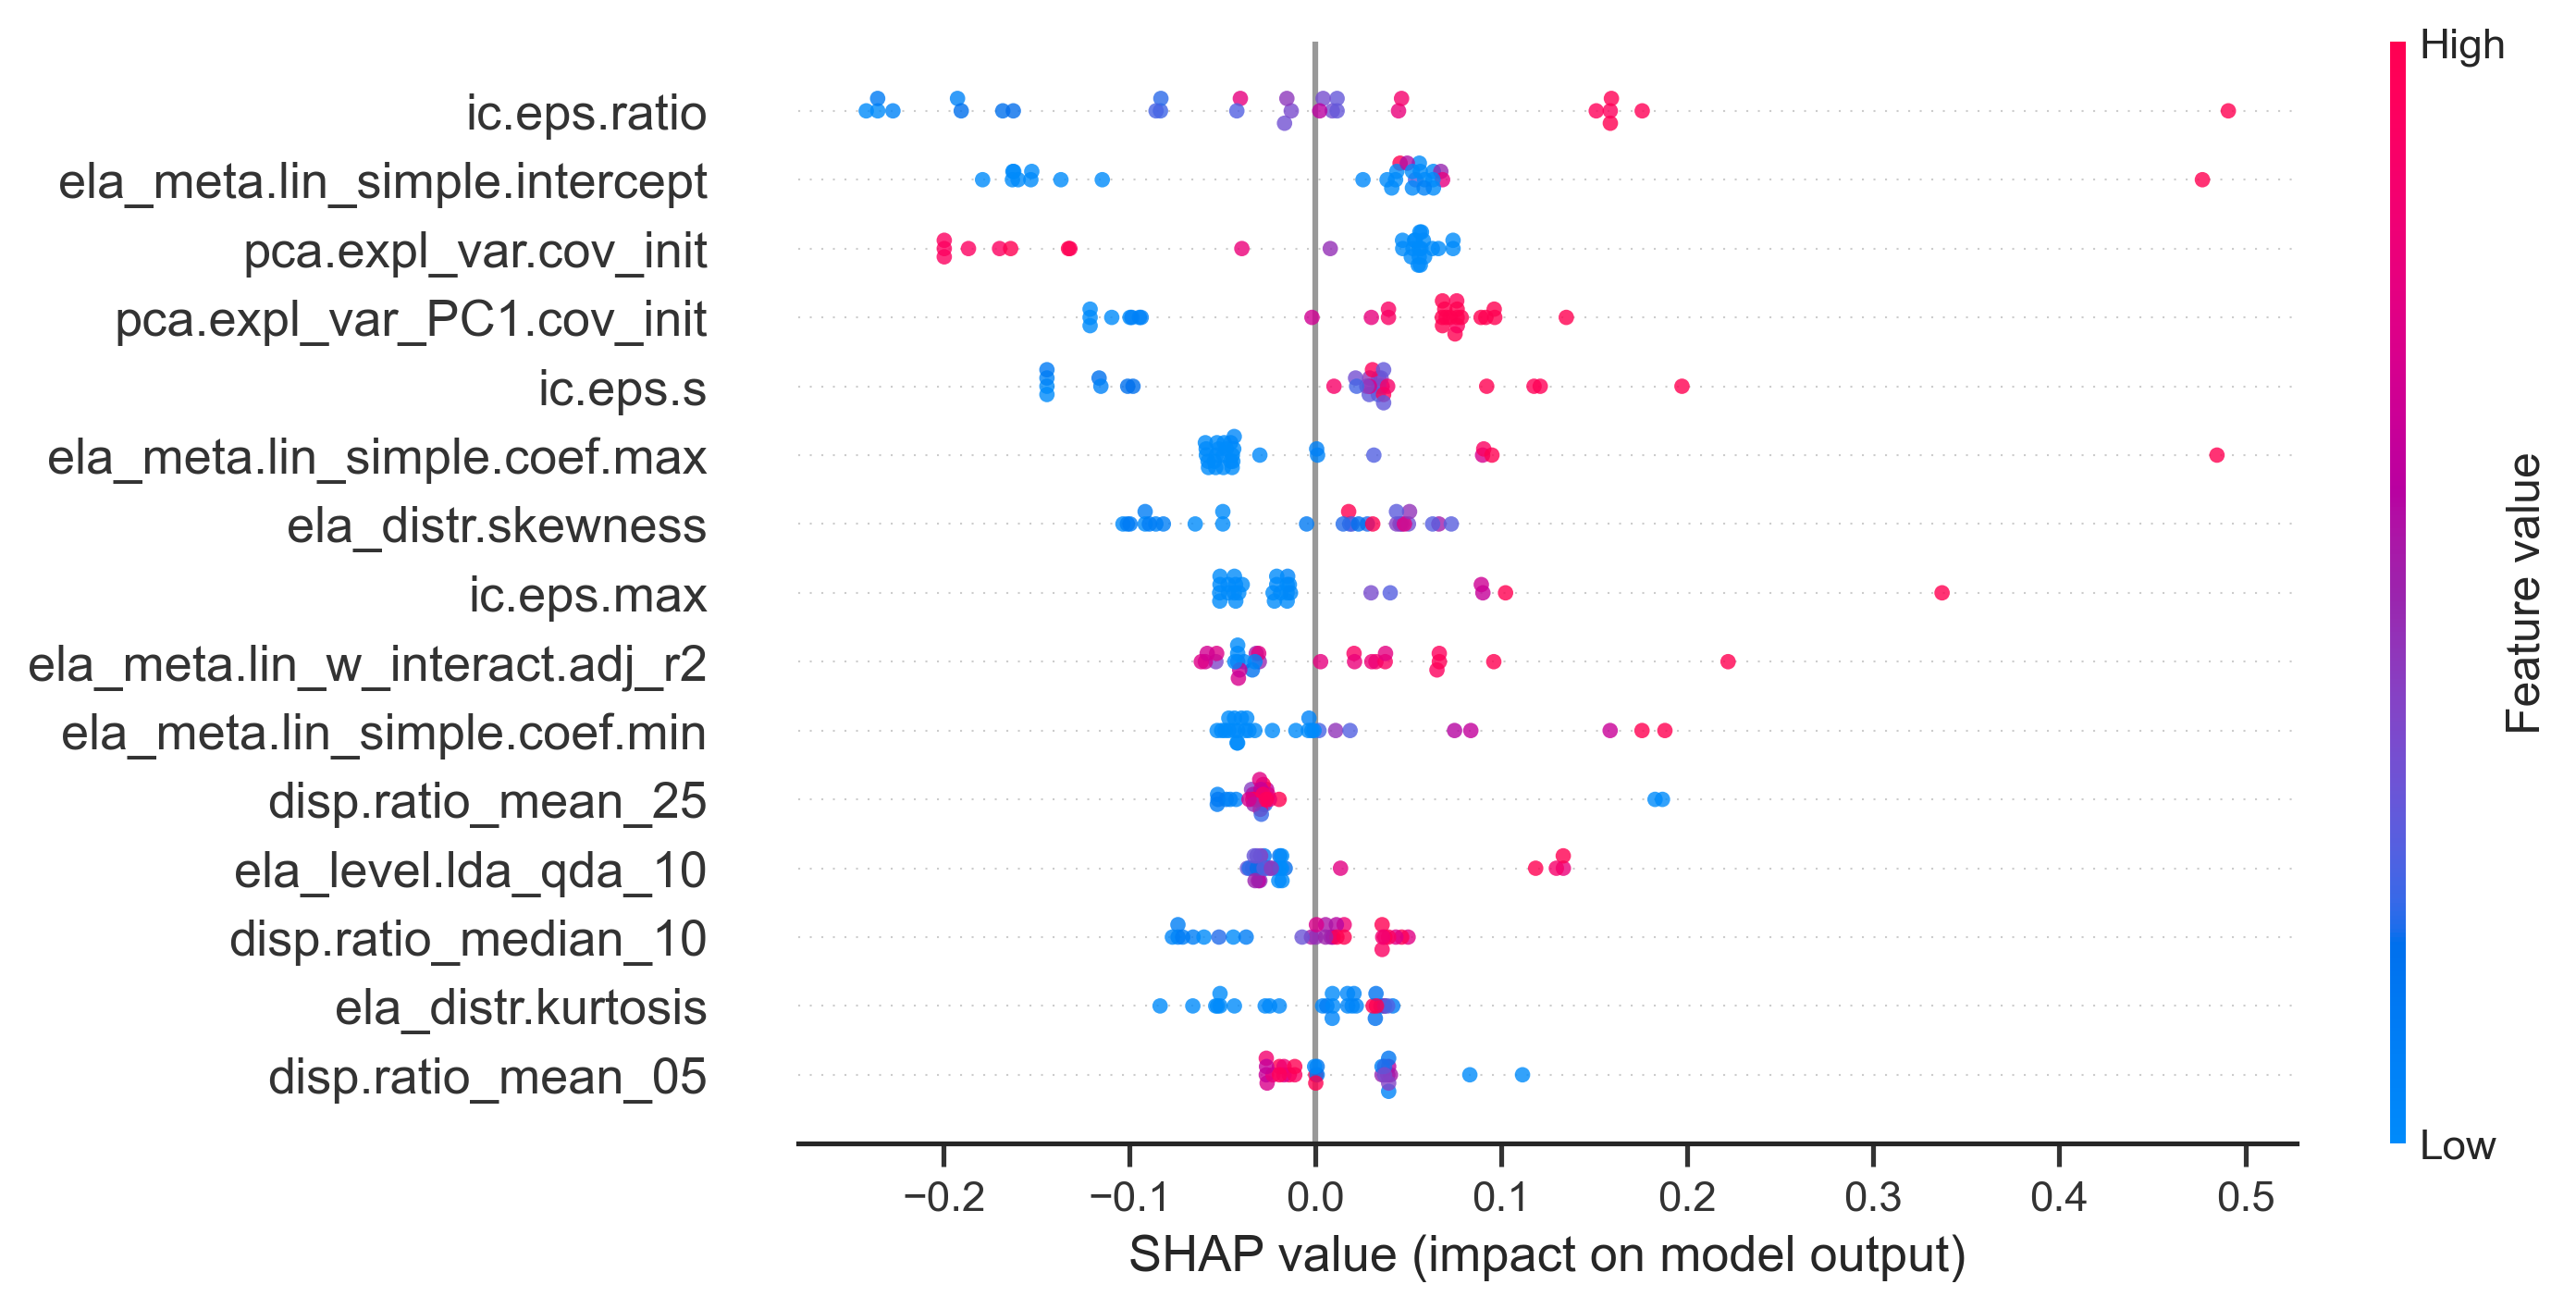 High
ic.eps.ratio
ela_meta.lin_simple.intercept
pca.expl_var.cov_init
pca.expl_var_PC1.cov_init
ic.eps.s
ela_meta.lin_simple.coef.max
ela_distr.skewness
ic.eps.max
ela_meta.lin_w_interact.adj_r2
ela_meta.lin_simple.coef.min
disp.ratio_mean_25
ela_level.lda_qda_10
disp.ratio_median_10
ela_distr.kurtosis
disp.ratio_mean_05
Feature value
Low
−0.2 −0.1 0.0 0.1 0.2 0.3 0.4 0.5
SHAP value (impact on model output)